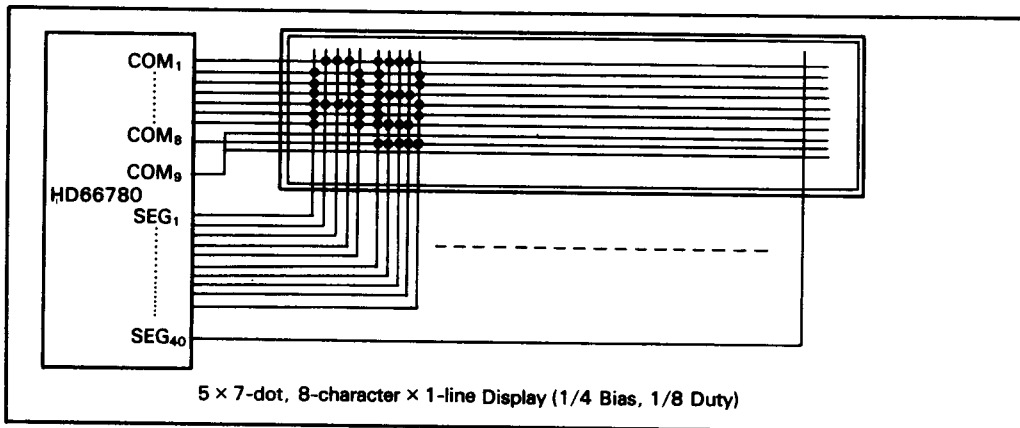 COM₁
COM₈
COM₉
HD66780
SEG₁
SEG₄₀
5 × 7-dot, 8-character × 1-line Display (1/4 Bias, 1/8 Duty)